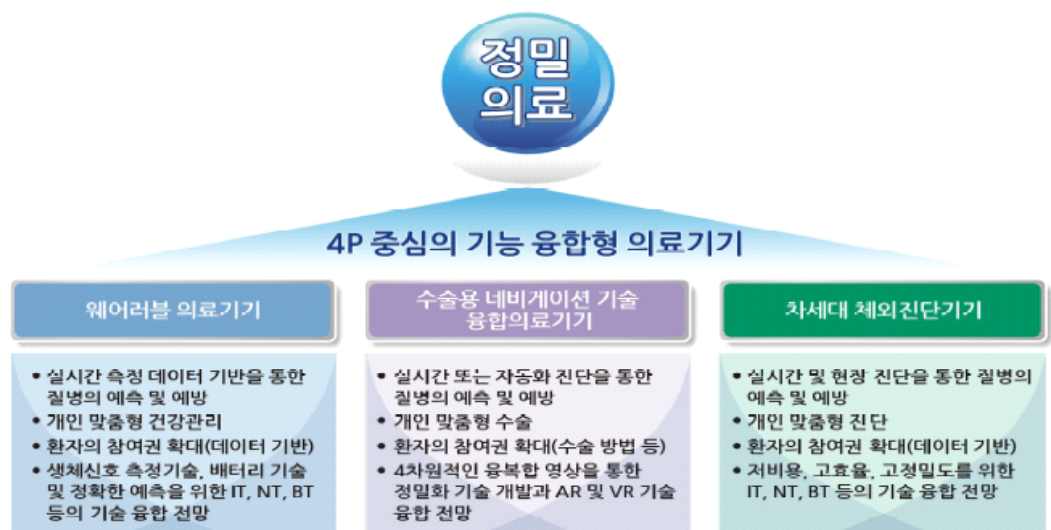 정밀
의료
4P 중심의 기능 융합형 의료기기
웨어러블 의료기기
• 실시간 측정 데이터 기반을 통한
질병의 예측 및 예방
• 개인 맞춤형 건강관리
• 환자의 참여권 확대(데이터 기반)
• 생체신호 측정기술, 배터리 기술
및 정확한 예측을 위한 IT, NT, BT
등의 기술 융합 전망
수술용 네비게이션 기술
융합의료기기
• 실시간 또는 자동화 진단을 통한
질병의 예측 및 예방
• 개인 맞춤형 수술
• 환자의 참여권 확대(수술 방법 등)
• 4차원적인 융복합 영상을 통한
정밀화 기술 개발과 AR 및 VR 기술
융합 전망
차세대 체외진단기기
• 실시간 및 현장 진단을 통한 질병의
예측 및 예방
• 개인 맞춤형 진단
• 환자의 참여권 확대(데이터 기반)
• 저비용, 고효율, 고정밀도를 위한
IT, NT, BT 등의 기술 융합 전망